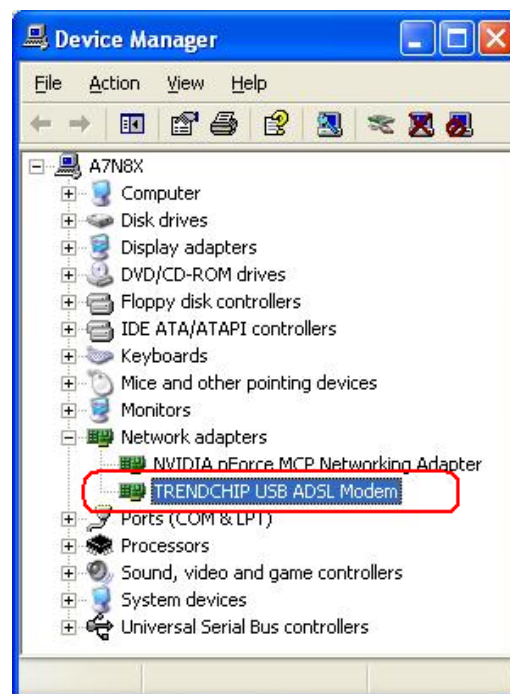 Device Manager
File Action View Help
A7N8X
Computer
Disk drives
Display adapters
DVD/CD-ROM drives
Floppy disk controllers
IDE ATA/ATAPI controllers
Keyboards
Mice and other pointing devices
Monitors
Network adapters
NVIDIA nForce MCP Networking Adapter
TRENDCHIP USB ADSL Modem
Ports (COM & LPT)
Processors
Sound, video and game controllers
System devices
Universal Serial Bus controllers